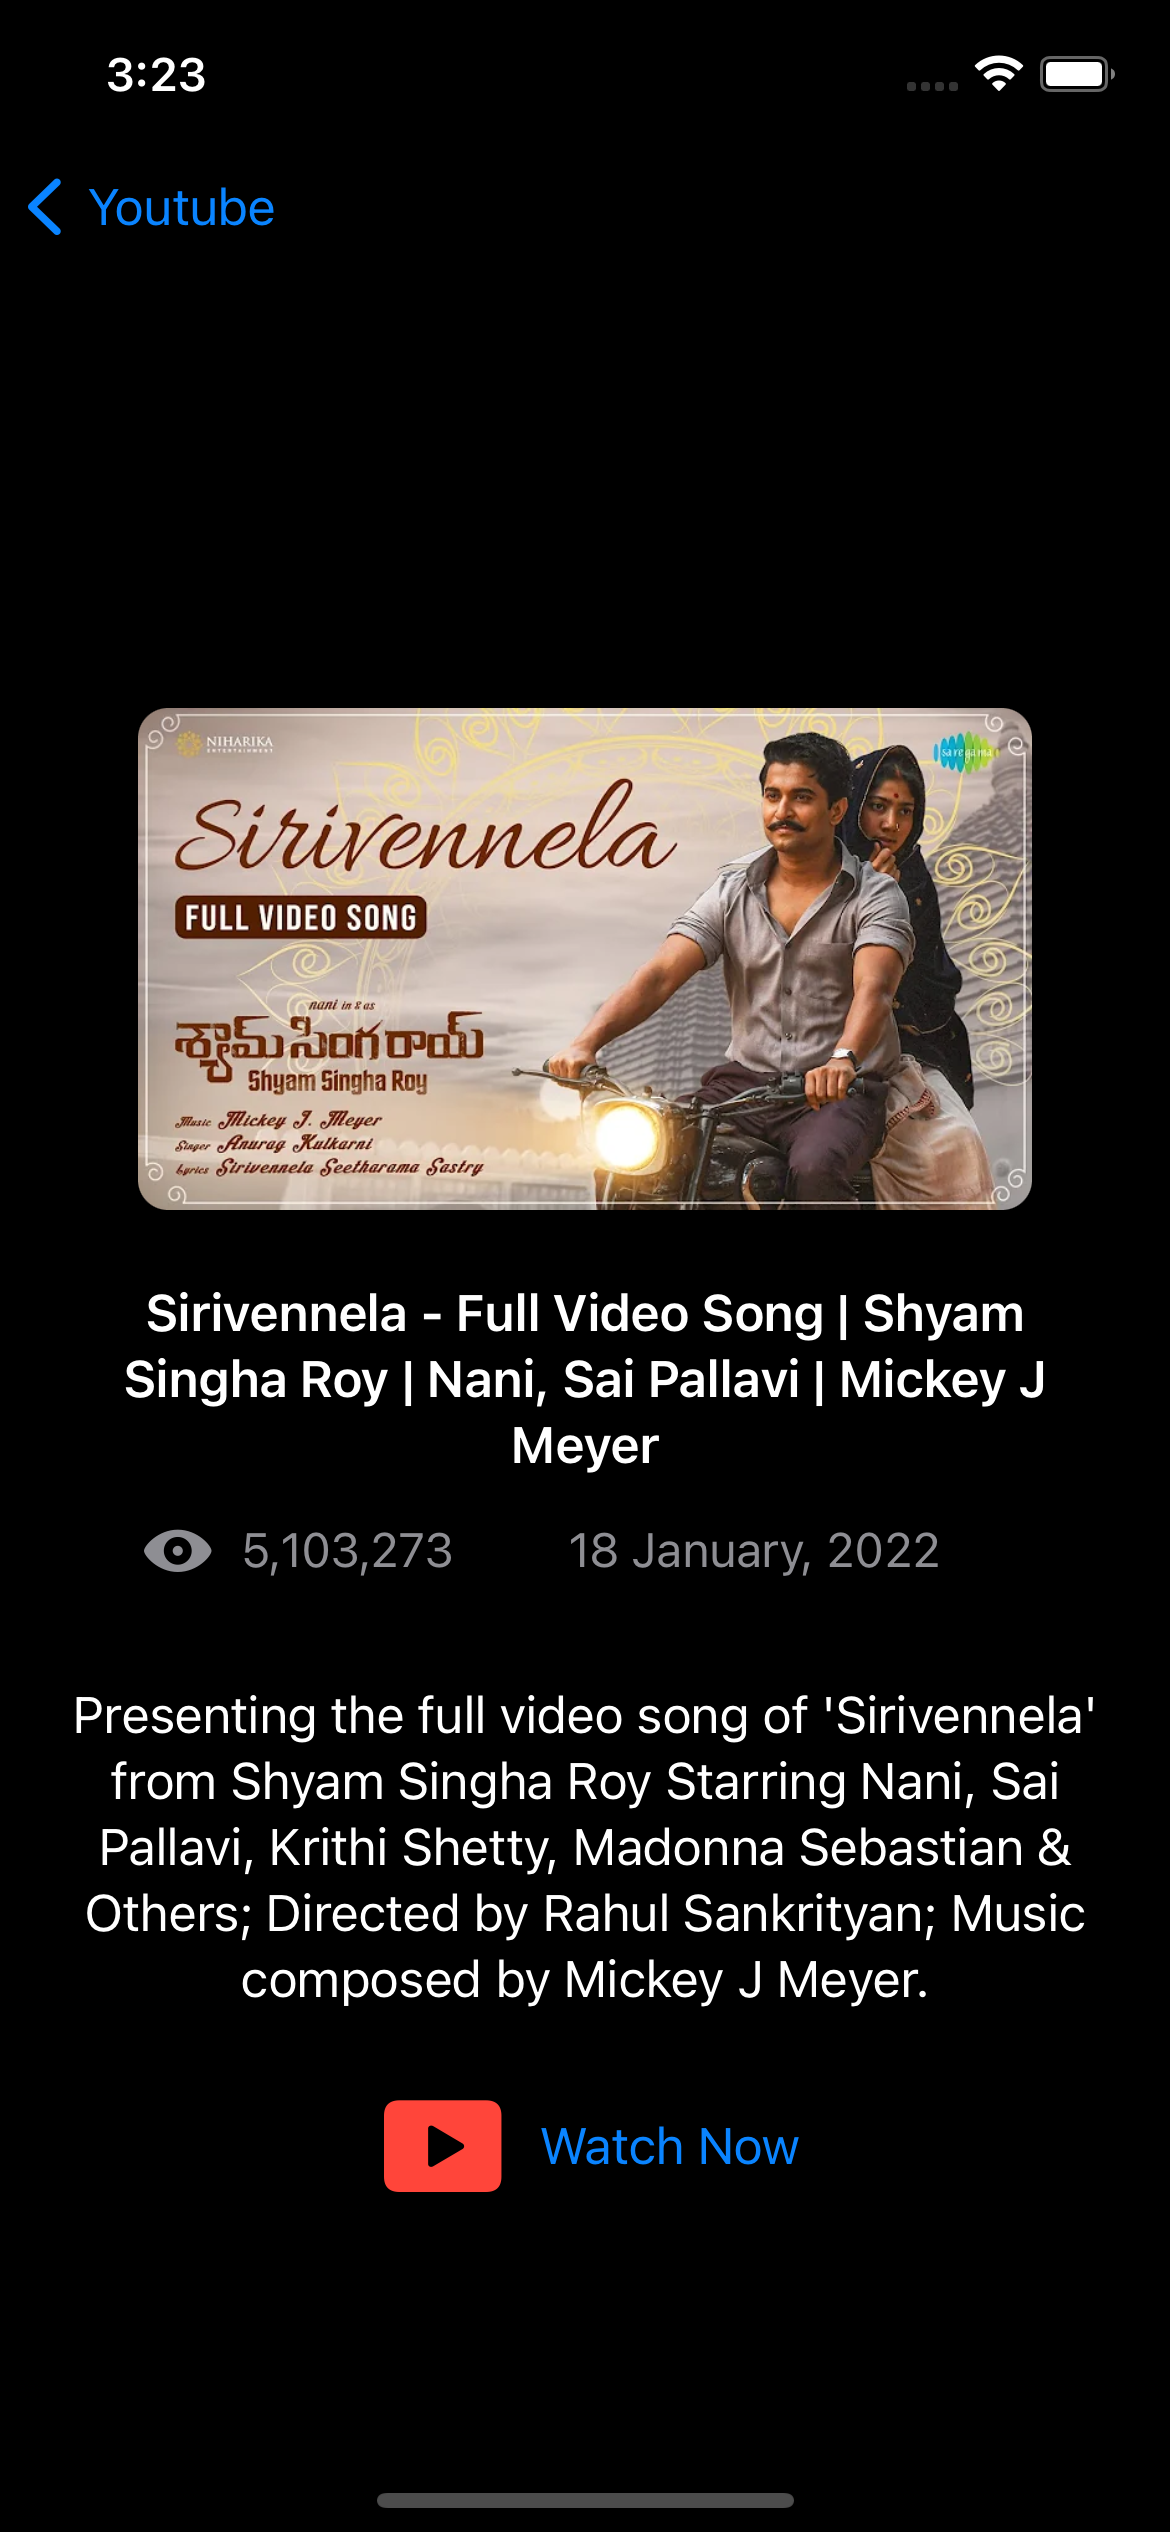 3:23
Youtube
NIHARIKA
ENTERTAINMENT
saregama
Sirivennela
FULL VIDEO SONG
nani in & as
శ్యామ్ సింగ రాయ్
Shyam Singha Roy
Music Mickey J. Meyer
Singer Anurag Kulkarni
Lyrics Sirivennela Seetharama Sastry
Sirivennela - Full Video Song | Shyam
Singha Roy | Nani, Sai Pallavi | Mickey J
Meyer
5,103,273 18 January, 2022
Presenting the full video song of 'Sirivennela'
from Shyam Singha Roy Starring Nani, Sai
Pallavi, Krithi Shetty, Madonna Sebastian &
Others; Directed by Rahul Sankrityan; Music
composed by Mickey J Meyer.
Watch Now